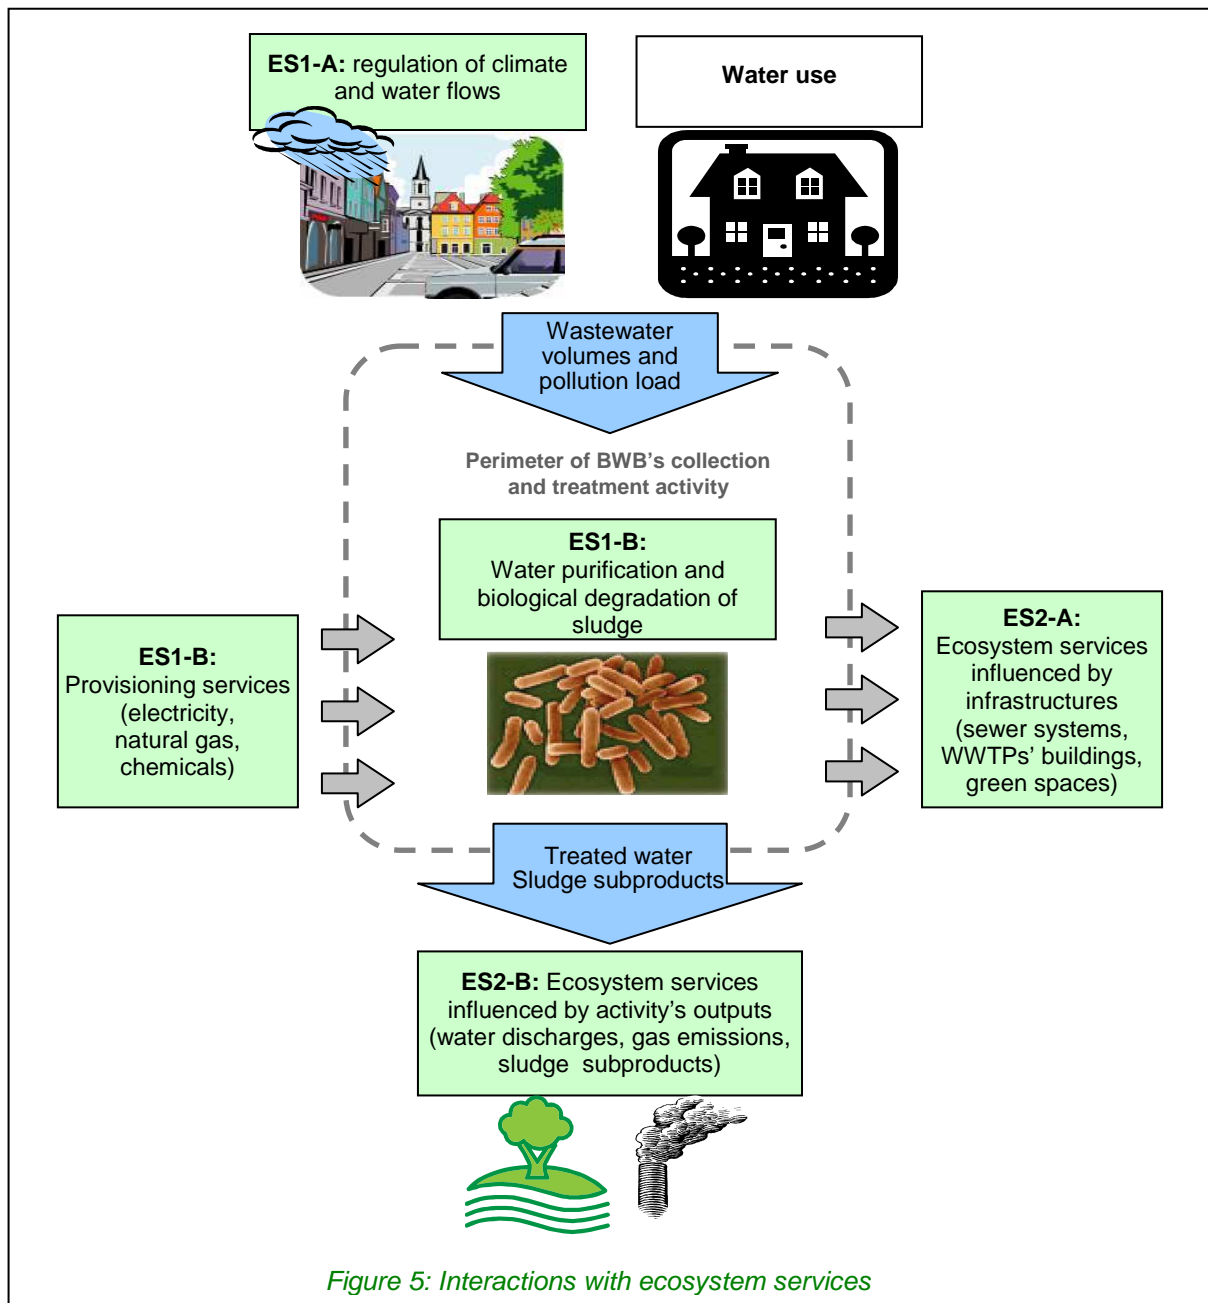 ES1-A: regulation of climate
and water flows
Water use
Wastewater
volumes and
pollution load
Perimeter of BWB's collection
and treatment activity
ES1-B:
Water purification and
biological degradation of
sludge
ES1-B:
Provisioning services
(electricity,
natural gas,
chemicals)
ES2-A:
Ecosystem services
influenced by
infrastructures
(sewer systems,
WWTPs' buildings,
green spaces)
Treated water
Sludge subproducts
ES2-B: Ecosystem services
influenced by activity's outputs
(water discharges, gas emissions,
sludge subproducts)
Figure 5: Interactions with ecosystem services